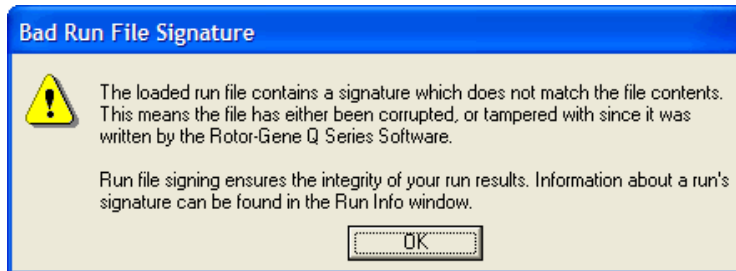 Bad Run File Signature
The loaded run file contains a signature which does not match the file contents.
This means the file has either been corrupted, or tampered with since it was
written by the Rotor-Gene Q Series Software.
Run file signing ensures the integrity of your run results. Information about a run's
signature can be found in the Run Info window.
OK